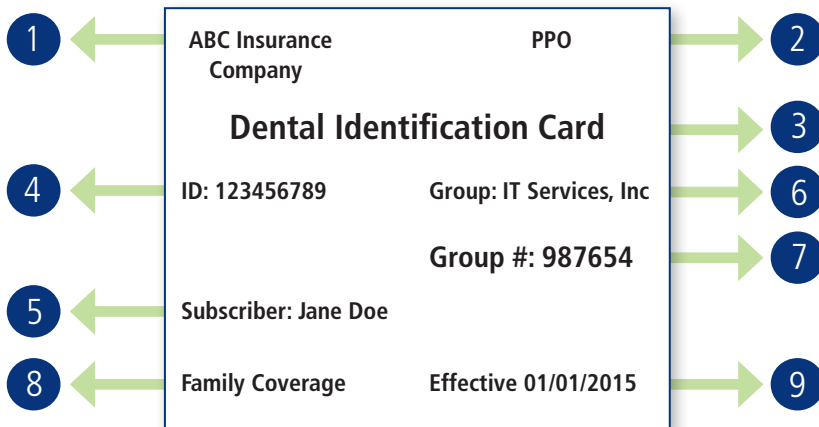 1
ABC Insurance
Company
PPO
2
Dental Identification Card
3
4
ID: 123456789
Group: IT Services, Inc
6
Group #: 987654
7
5
Subscriber: Jane Doe
8
Family Coverage
Effective 01/01/2015
9